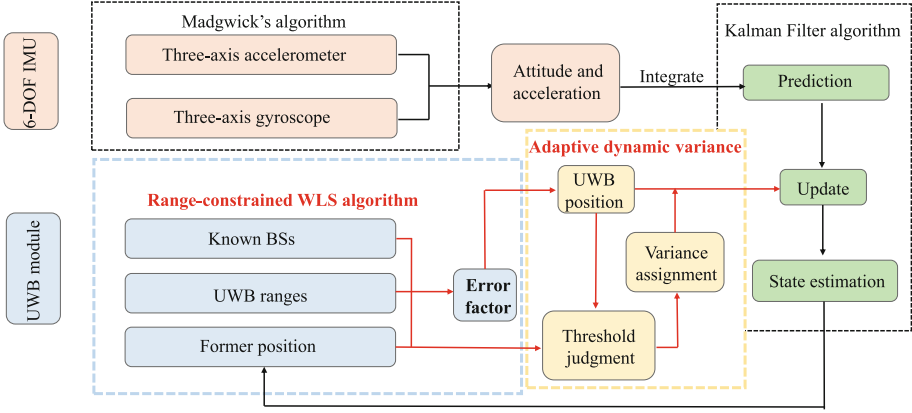 6-DOF IMU
Madgwick's algorithm
Three-axis accelerometer
Three-axis gyroscope
Attitude and
acceleration
Integrate
Kalman Filter algorithm
Prediction
Update
State estimation
UWB module
Range-constrained WLS algorithm
Known BSs
UWB ranges
Former position
Error
factor
Adaptive dynamic variance
UWB
position
Variance
assignment
Threshold
judgment